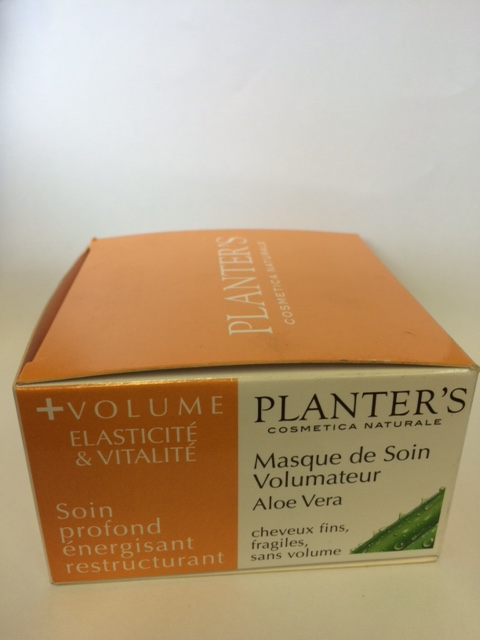 PLANTER'S
COSMETICA NATURALE
+VOLUME
ELASTICITÉ
& VITALITÉ
Soin
profond
énergisant
restructurant
PLANTER'S
COSMETICA NATURALE
Masque de Soin
Volumateur
Aloe Vera
cheveux fins,
fragiles,
sans volume